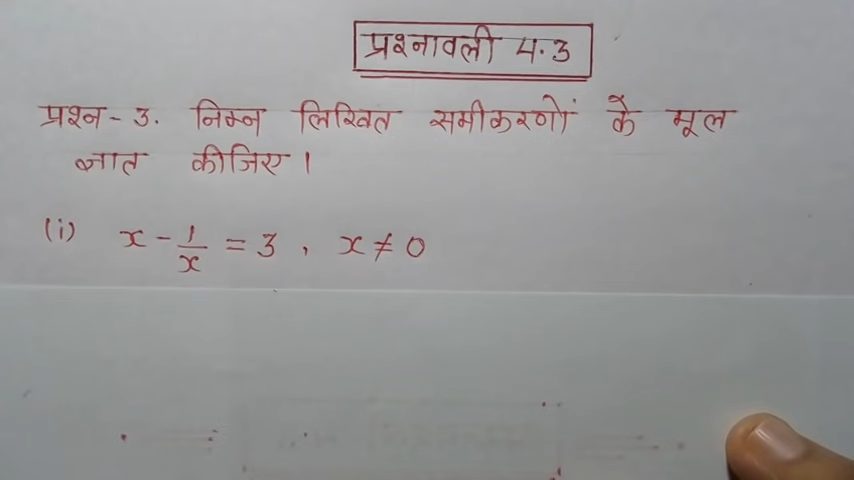 प्रश्नावली 4.3
प्रश्न - 3. निम्न लिखित समीकरणों के मूल
ज्ञात कीजिए।
(i) x - 1/x = 3 , x ≠ 0